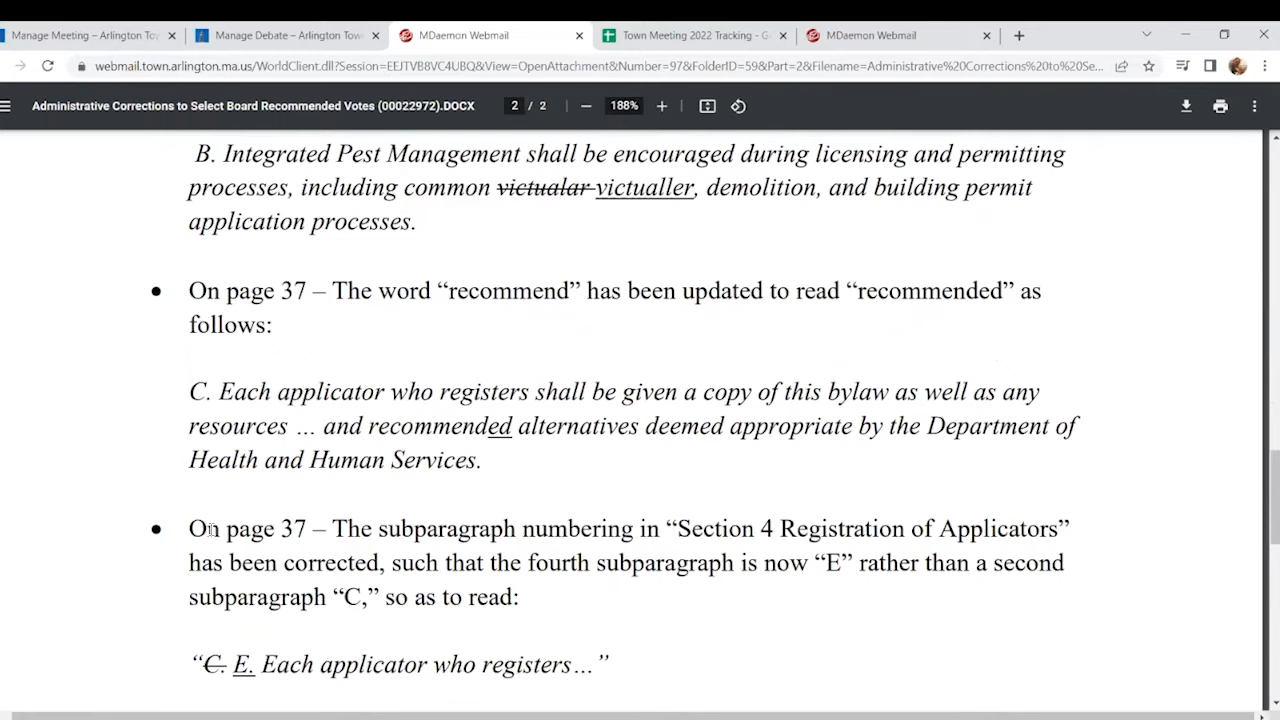 Manage Meeting – Arlington To
Manage Debate – Arlington Town
MDaemon Webmail
Town Meeting 2022 Tracking - G
MDaemon Webmail
webmail.town.arlington.ma.us/WorldClient.dll?Session=EEJTVB8VC4UBQ&View=OpenAttachment&Number=97&FolderID=59&Part=2&Filename=Administrative%20Corrections%20to%20Se...
Administrative Corrections to Select Board Recommended Votes (00022972).DOCX 2 / 2 188%
B. Integrated Pest Management shall be encouraged during licensing and permitting
processes, including common victualar victualler, demolition, and building permit
application processes.
• On page 37 – The word “recommend” has been updated to read “recommended” as
follows:
C. Each applicator who registers shall be given a copy of this bylaw as well as any
resources … and recommended alternatives deemed appropriate by the Department of
Health and Human Services.
• On page 37 – The subparagraph numbering in “Section 4 Registration of Applicators”
has been corrected, such that the fourth subparagraph is now “E” rather than a second
subparagraph “C,” so as to read:
“C. E. Each applicator who registers…”